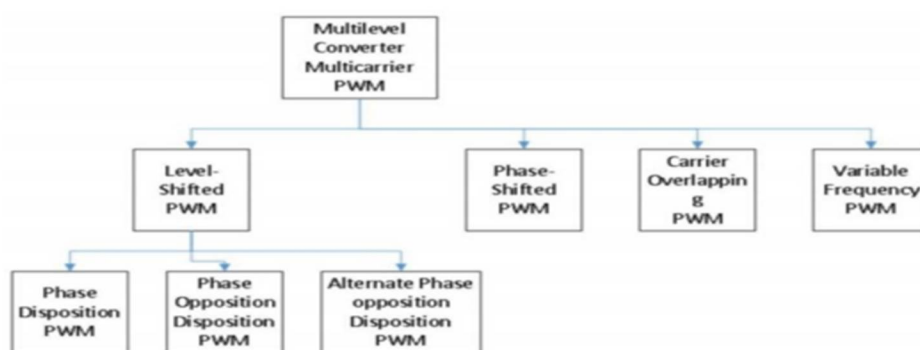 Multilevel
Converter
Multicarrier
PWM
Level-
Shifted
PWM
Phase-
Shifted
PWM
Carrier
Overlappin
g
PWM
Variable
Frequency
PWM
Phase
Disposition
PWM
Phase
Opposition
Disposition
PWM
Alternate Phase
opposition
Disposition
PWM